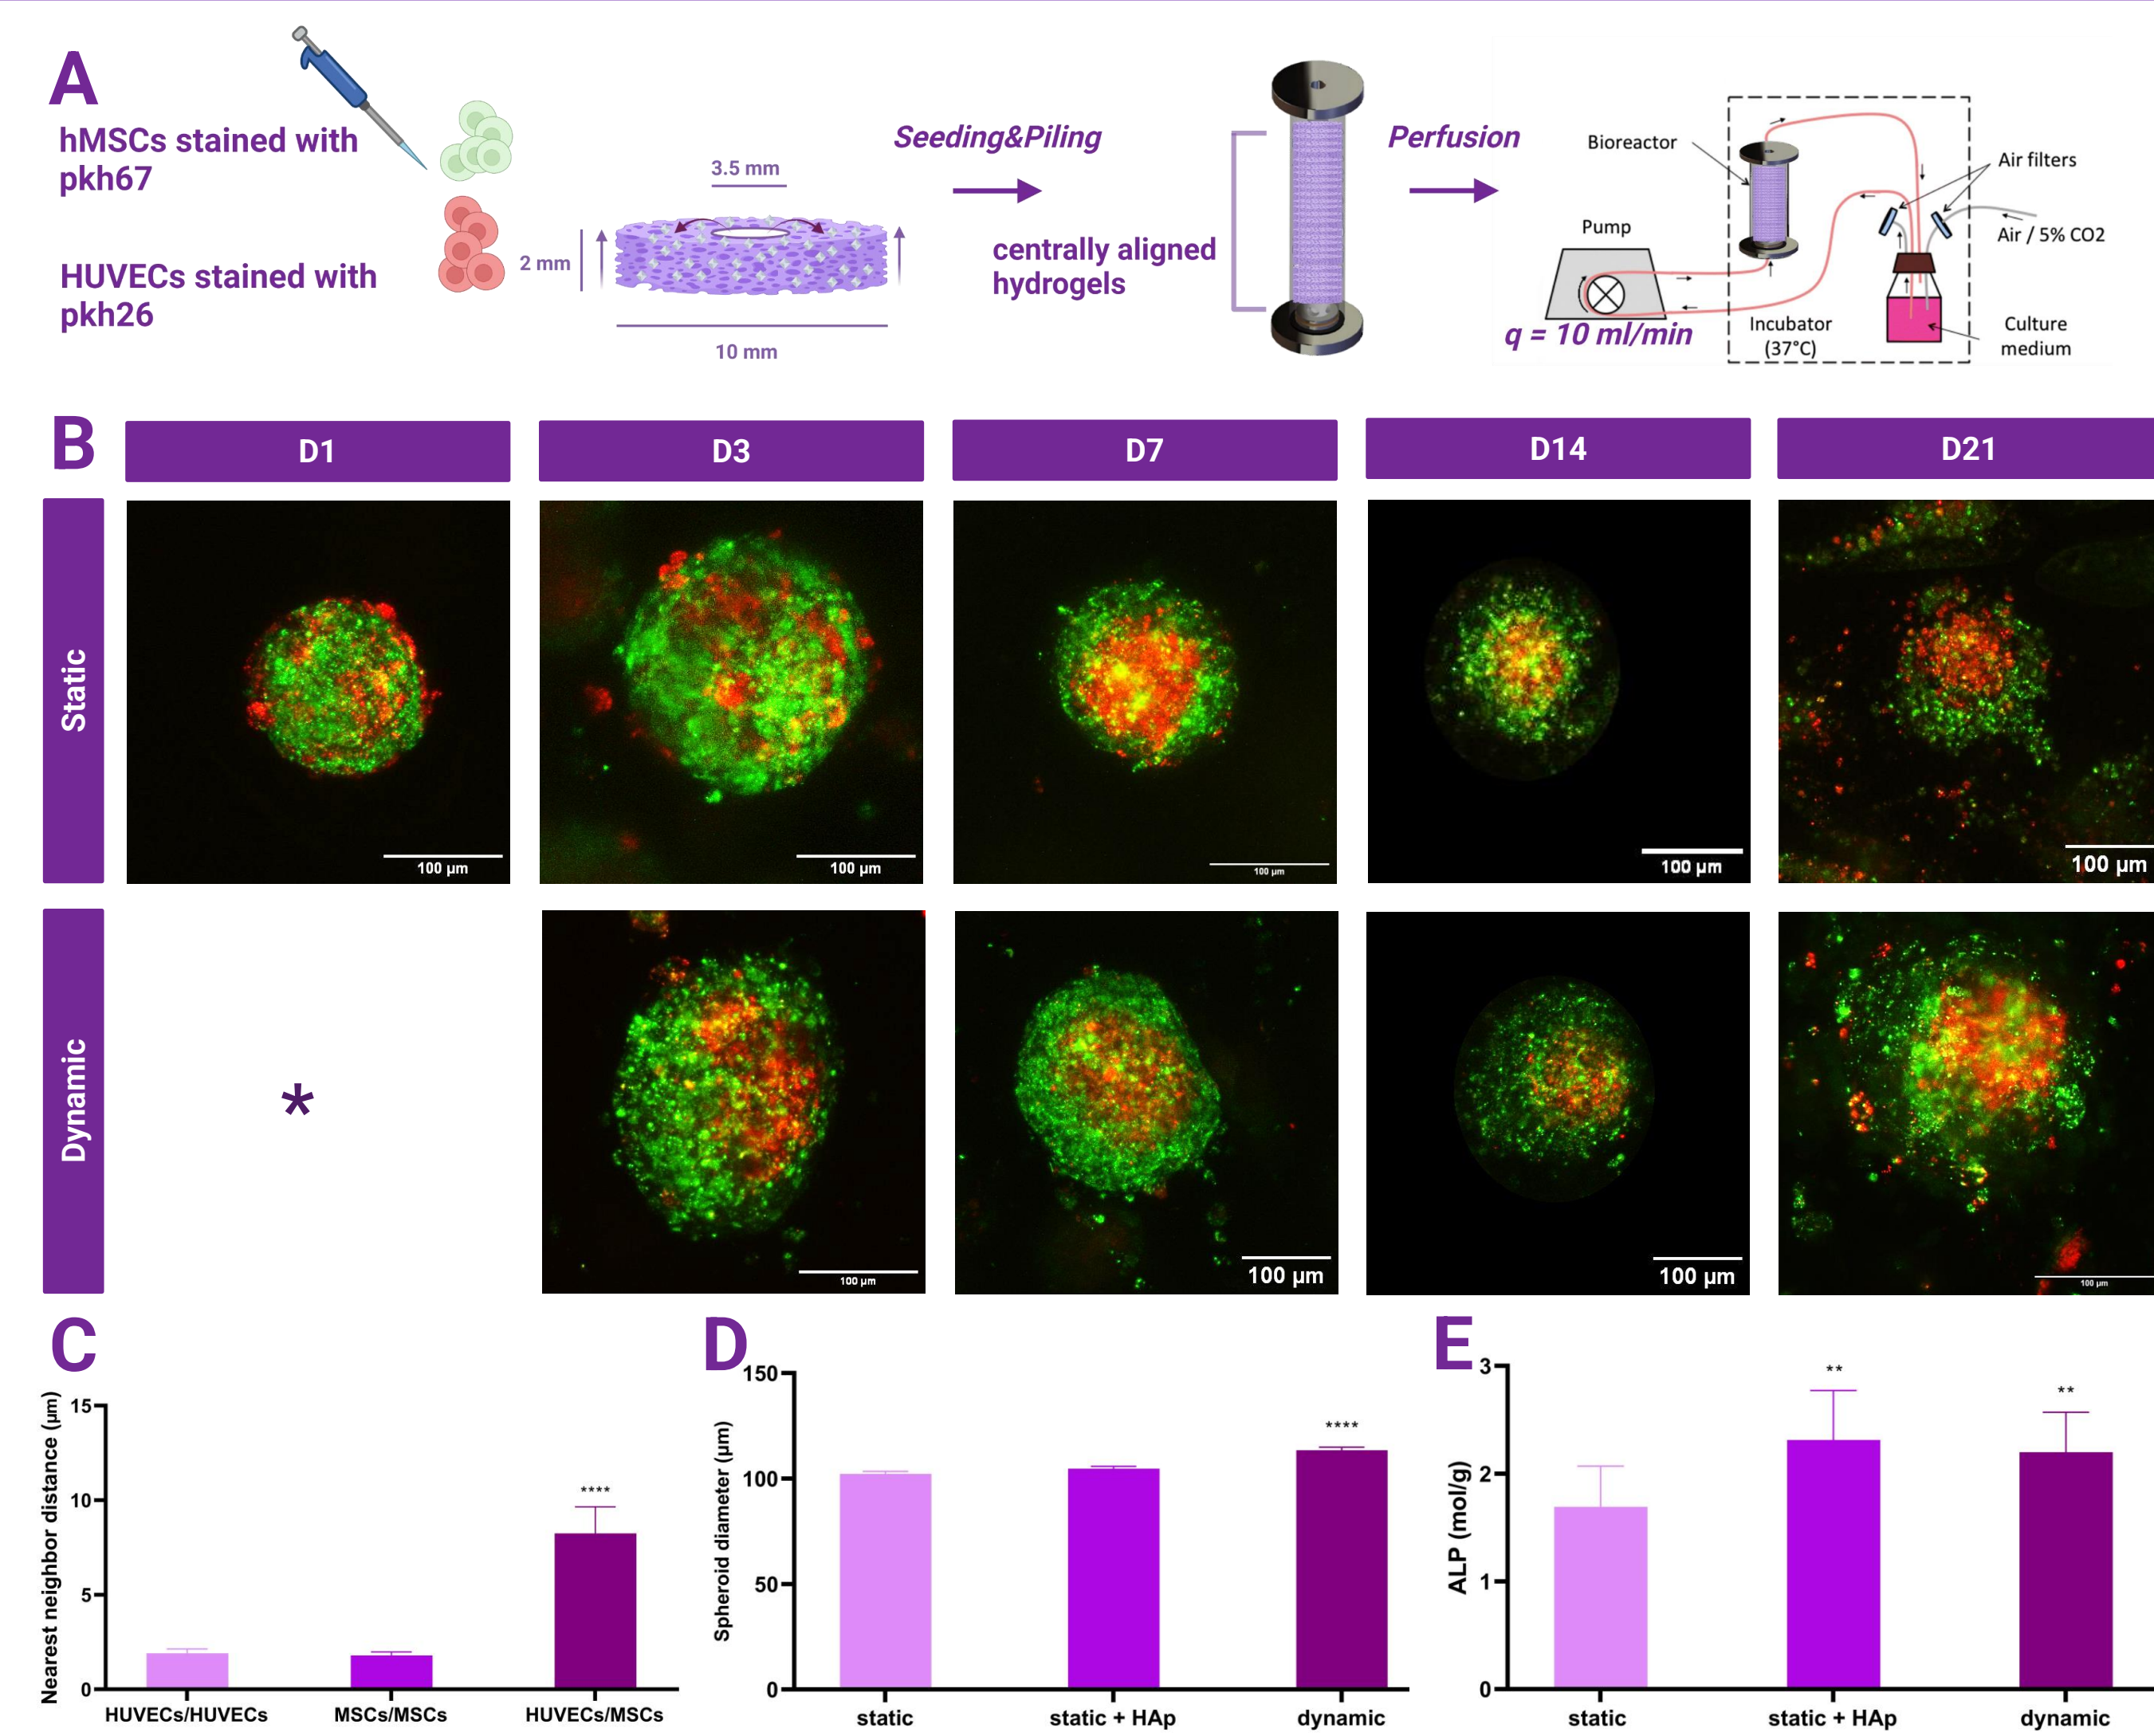 A
hMSCs stained with
pkh67
HUVECs stained with
pkh26
3.5 mm
2 mm
10 mm
Seeding&Piling
centrally aligned
hydrogels
Perfusion
Bioreactor
Air filters
Pump
Air / 5% CO2
q = 10 ml/min
Incubator
(37°C)
Culture
medium
B
D1
D3
D7
D14
D21
Static
100 µm
100 µm
100 µm
100 µm
100 µm
Dynamic
*
100 µm
100 µm
100 µm
100 µm
C
Nearest neighbor distance (µm)
15
10
5
0
****
HUVECs/HUVECs
MSCs/MSCs
HUVECs/MSCs
D
Spheroid diameter (µm)
150
100
50
0
****
static
static + HAp
dynamic
E
ALP (mol/g)
3
2
1
0
**
**
static
static + HAp
dynamic